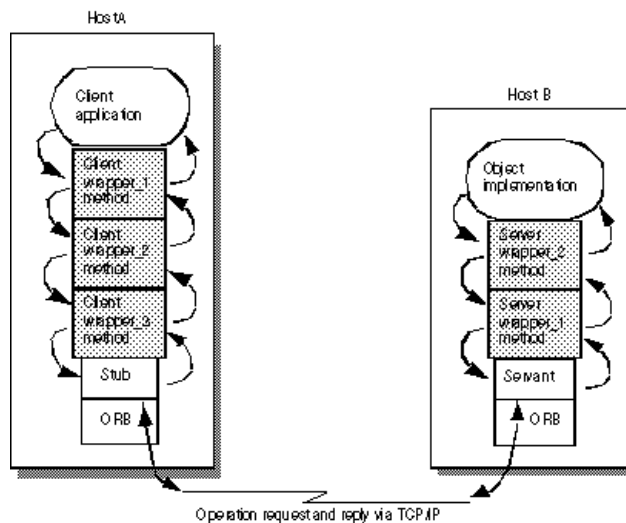 HostA
Client
application
Client
wrapper_1
method
Client
wrapper_2
method
Client
wrapper_3
method
Stub
ORB
Host B
Object
implementation
Server
wrapper_2
method
Server
wrapper_1
method
Servant
ORB
Operation request and reply via TCP/IP